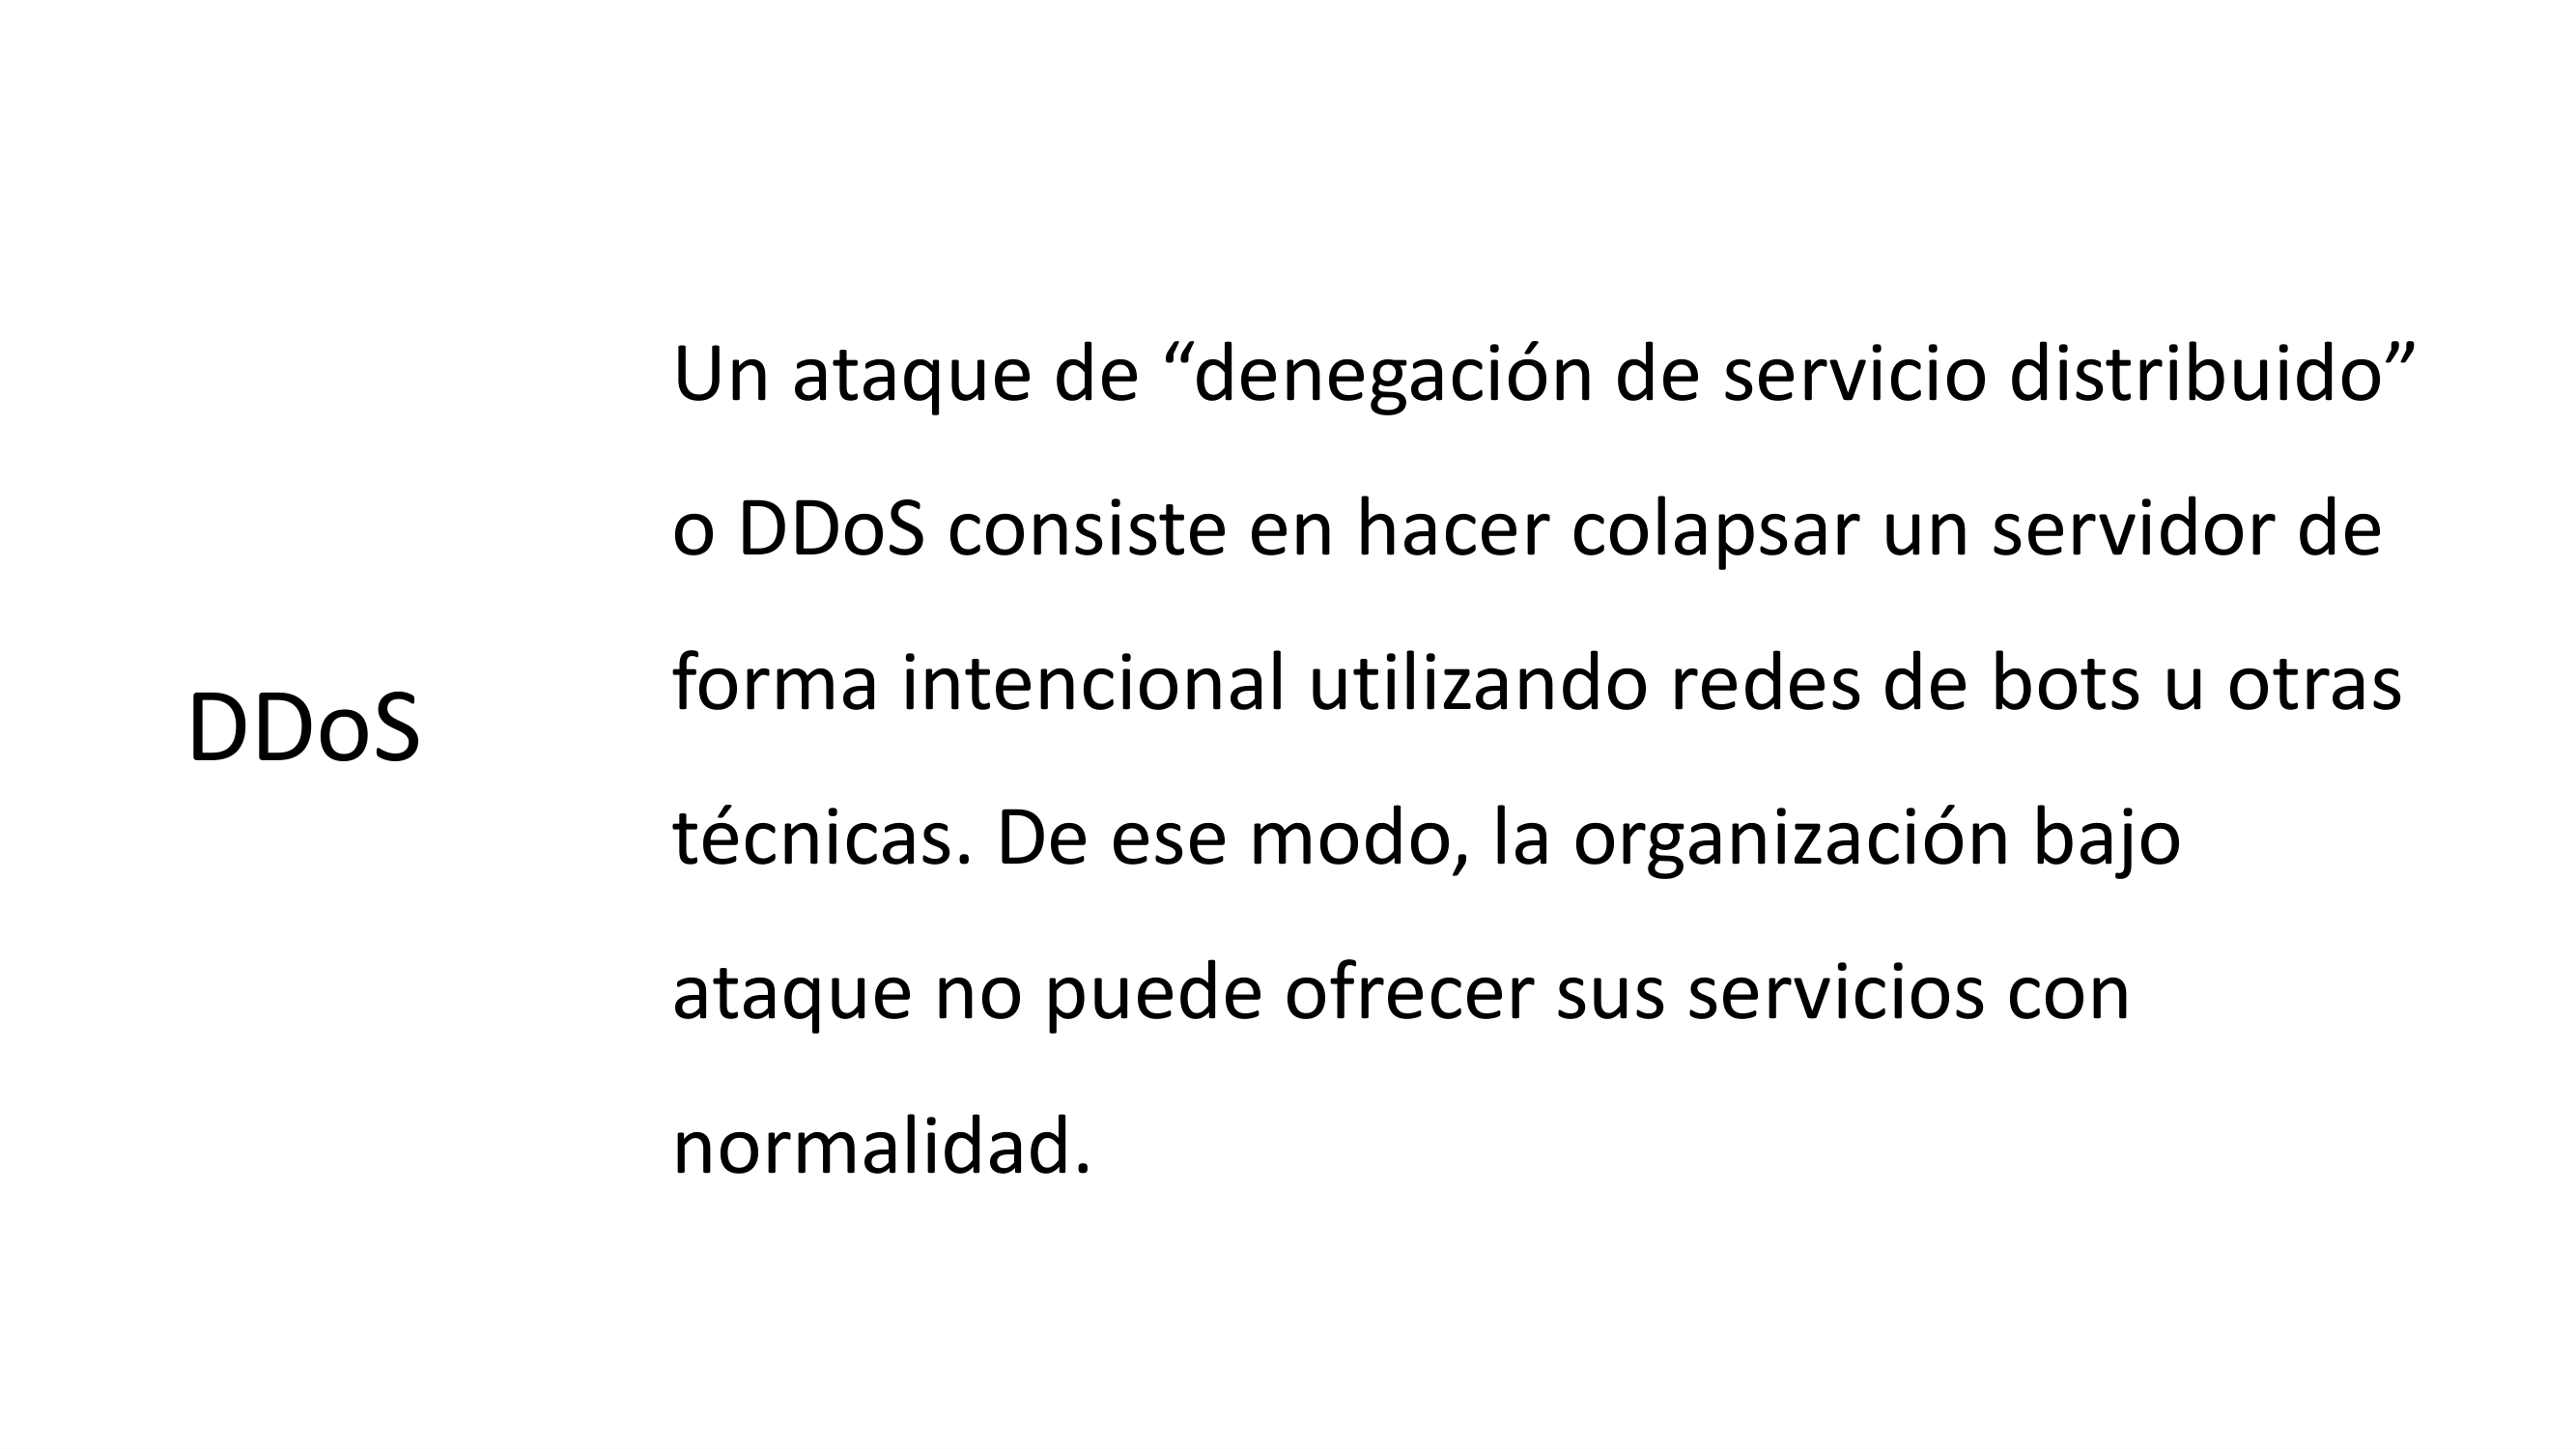 DDoS
Un ataque de “denegación de servicio distribuido”
o DDoS consiste en hacer colapsar un servidor de
forma intencional utilizando redes de bots u otras
técnicas. De ese modo, la organización bajo
ataque no puede ofrecer sus servicios con
normalidad.